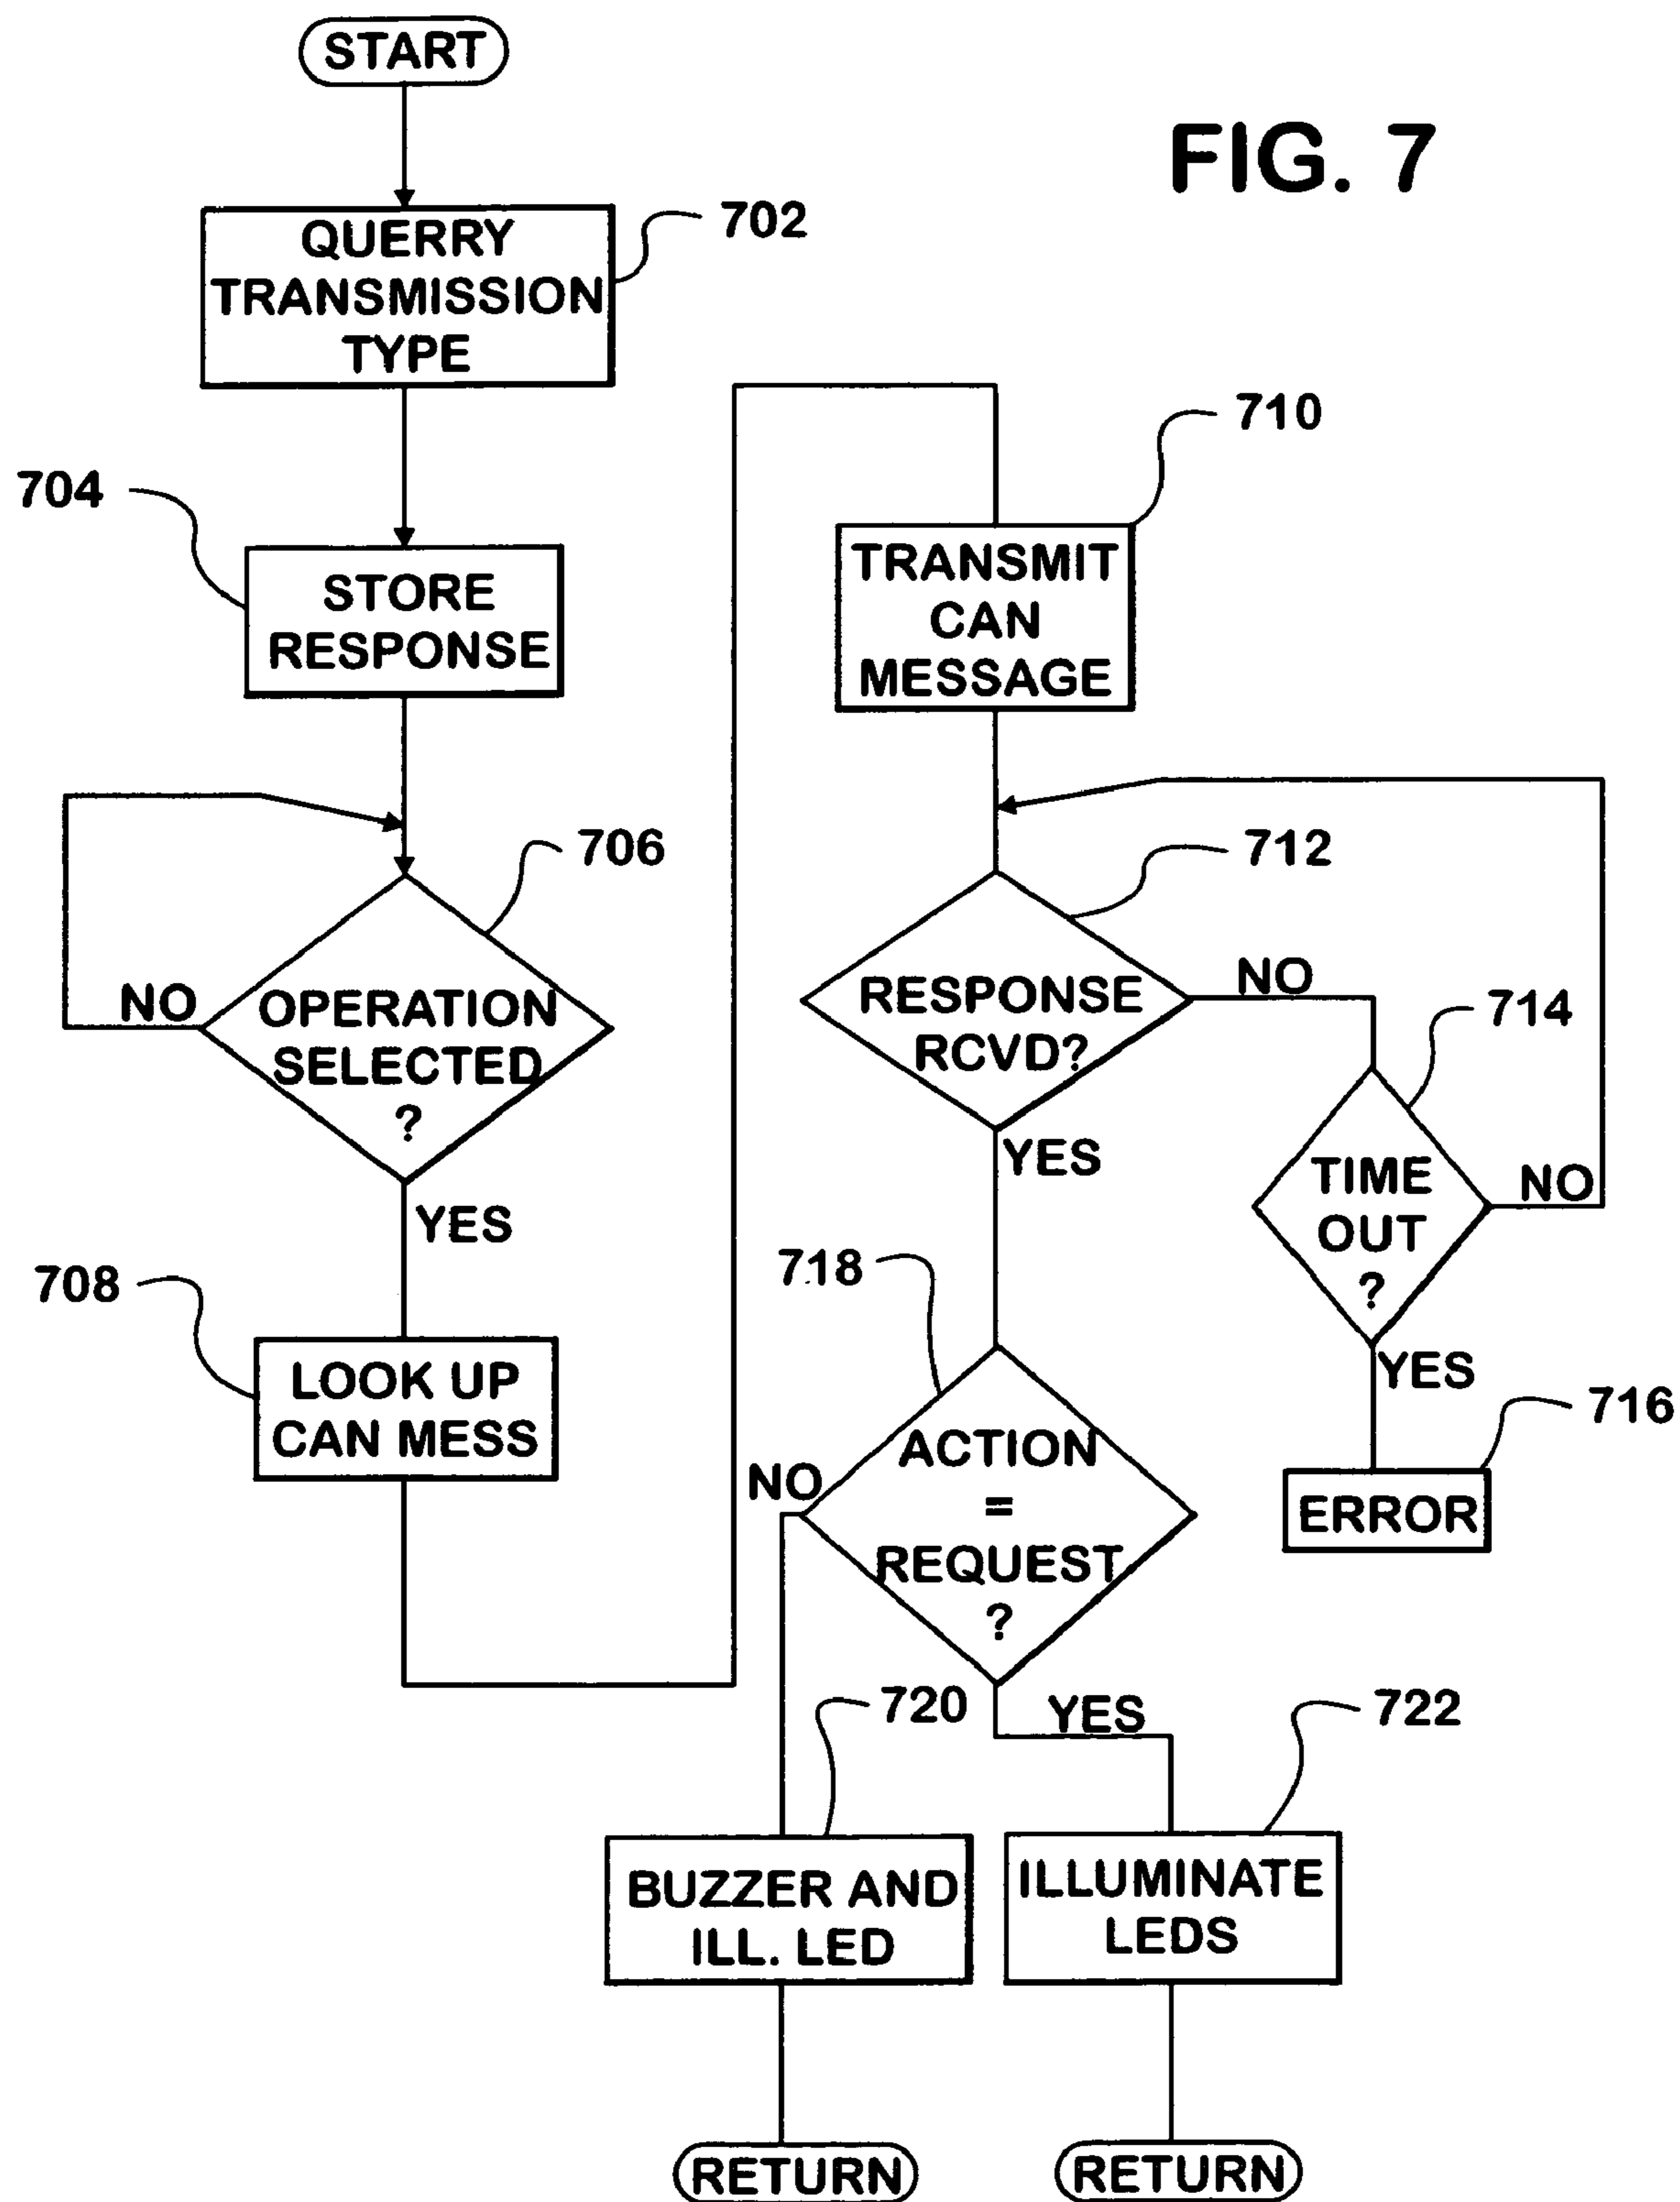 START
FIG. 7
QUERRY
TRANSMISSION
TYPE
702
704
STORE
RESPONSE
706
NO
OPERATION
SELECTED
?
YES
708
LOOK UP
CAN MESS
710
TRANSMIT
CAN
MESSAGE
712
RESPONSE
RCVD?
NO
YES
714
TIME
OUT
?
NO
YES
716
ERROR
718
ACTION
=
REQUEST
?
NO
YES
720
BUZZER AND
ILL. LED
722
ILLUMINATE
LEDS
RETURN
RETURN